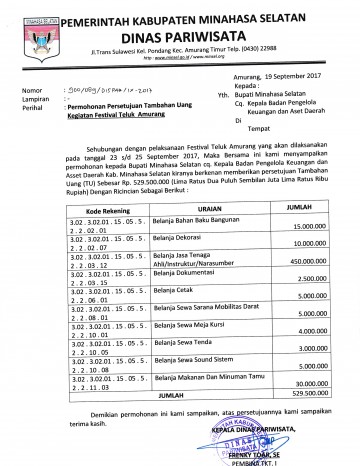 MINAHASA SELATAN
PEMERINTAH KABUPATEN MINAHASA SELATAN
DINAS PARIWISATA
Jl.Trans Sulawesi Kel. Pondang Kec. Amurang Timur Telp. (0430) 22988
Amurang, 19 September 2017
Kepada :
Nomor :
Yth. Bupati Minahasa Selatan
Lampiran : -
Cq. Kepala Badan Pengelola
Perihal : Permohonan Persetujuan Tambahan Uang
Keuangan dan Aset Daerah
Kegiatan Festival Teluk Amurang
Di
Tempat
Sehubungan dengan pelaksanaan Festival Teluk Amurang yang akan dilaksanakan
pada tanggal 23 s/d 25 September 2017, Maka Bersama ini kami menyampaikan
permohonan kepada Bupati Minahasa Selatan cq. Kepala Badan Pengelola Keuangan dan
Asset Daerah Kab. Minahasa Selatan kiranya berkenan memberikan persetujuan Tambahan
Uang (TU) Sebesar Rp. 529.500.000 (Lima Ratus Dua Puluh Sembilan Juta Lima Ratus Ribu
Rupiah) Dengan Ricincian Sebagai Berikut :
Kode Rekening URAIAN JUMLAH
3.02 . 3.02.01 . 15 . 05 . 5 . Belanja Bahan Baku Bangunan
2 . 2 . 02 . 01 15.000.000
3.02 . 3.02.01 . 15 . 05 . 5 . Belanja Dekorasi
2 . 2 . 02 . 07 10.000.000
3.02 . 3.02.01 . 15 . 05 . 5 . Belanja Jasa Tenaga
2 . 2 . 03 . 12 Ahli/Instruktur/Narasumber 450.000.000
3.02 . 3.02.01 . 15 . 05 . 5 . Belanja Dokumentasi
2 . 2 . 03 . 15 2.500.000
3.02 . 3.02.01 . 15 . 05 . 5 . Belanja Cetak
2 . 2 . 06 . 01 5.000.000
3.02 . 3.02.01 . 15 . 05 . 5 . Belanja Sewa Sarana Mobilitas Darat
2 . 2 . 08 . 01 5.000.000
3.02 . 3.02.01 . 15 . 05 . 5 . Belanja Sewa Meja Kursi
2 . 2 . 10 . 01 4.000.000
3.02 . 3.02.01 . 15 . 05 . 5 . Belanja Sewa Tenda
2 . 2 . 10 . 05 3.000.000
3.02 . 3.02.01 . 15 . 05 . 5 . Belanja Sewa Sound Sistem
2 . 2 . 10 . 08 5.000.000
3.02 . 3.02.01 . 15 . 05 . 5 . Belanja Makanan Dan Minuman Tamu
2 . 2 . 11 . 03 30.000.000
JUMLAH 529.500.000
Demikian permohonan ini kami sampaikan, atas persetujuannya kami sampaikan
terima kasih.
KEPALA DINAS PARIWISATA,
DINAS
PARIWISATA
FRENKY TOAR, SE
PEMBINA TKT. I